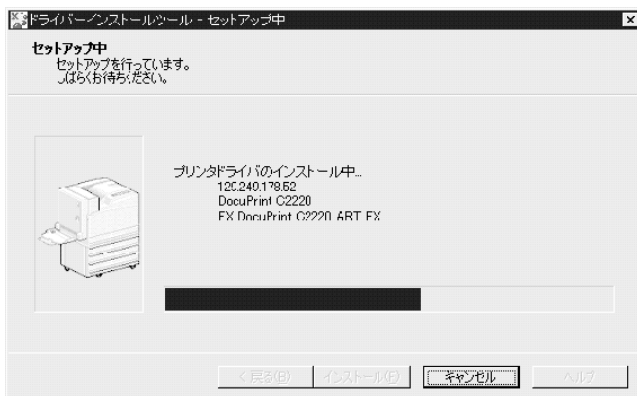 ドライバーインストールツール - セットアップ中
セットアップ中
セットアップを行っています。
しばらくお待ちください。
プリンタドライバのインストール中...
DocuPrint C2220
FX DocuPrint C2220 ART EX
< 戻る(B)
インストール(F)
キャンセル
ヘルプ